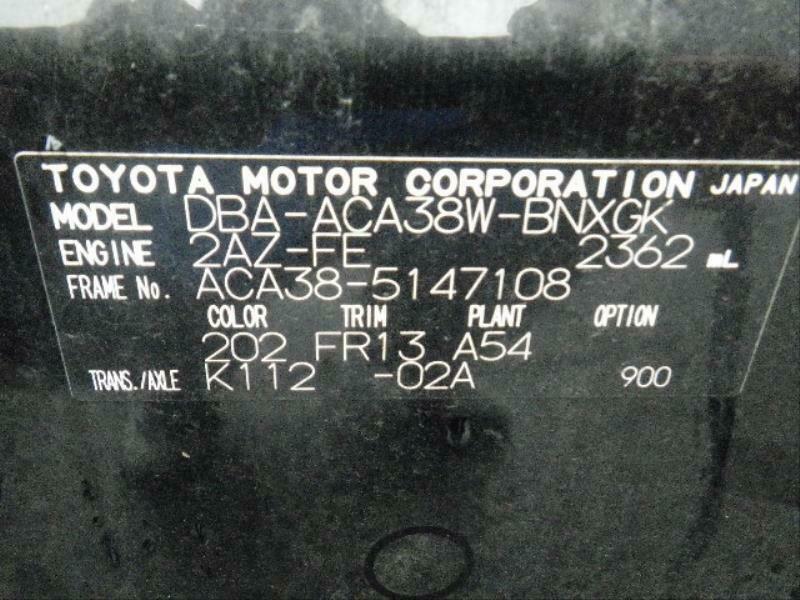 TOYOTA MOTOR CORPORATION JAPAN
MODEL DBA-ACA38W-BNXGK
ENGINE 2AZ-FE 2362 mL
FRAME No. ACA38-5147108
COLOR TRIM PLANT OPTION
202 FR13 A54
TRANS./AXLE K112 -02A 900